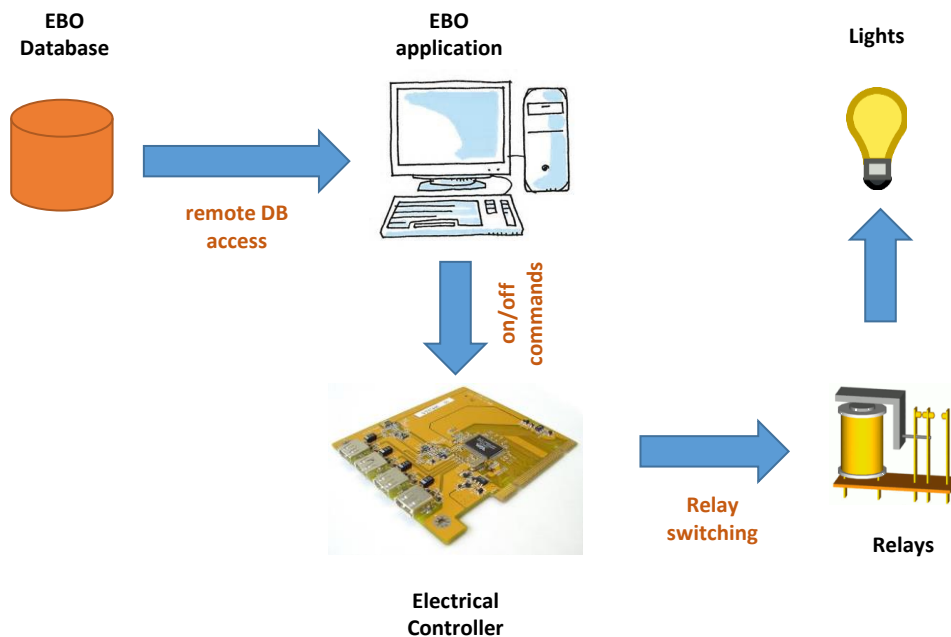 EBO
Database
EBO
application
Lights
remote DB
access
on/off
commands
Relay
switching
Relays
Electrical
Controller